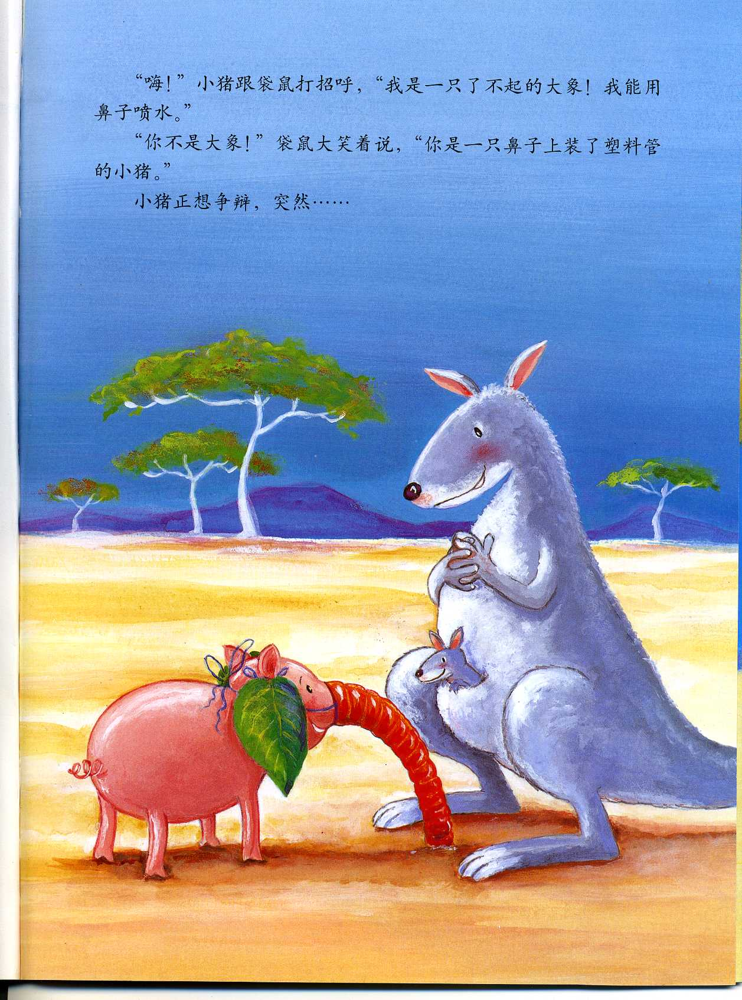 “嗨！”小猪跟袋鼠打招呼，“我是一只了不起的大象！我能用
鼻子喷水。”
“你不是大象！”袋鼠大笑着说，“你是一只鼻子上装了塑料管
的小猪。”
小猪正想争辩，突然……